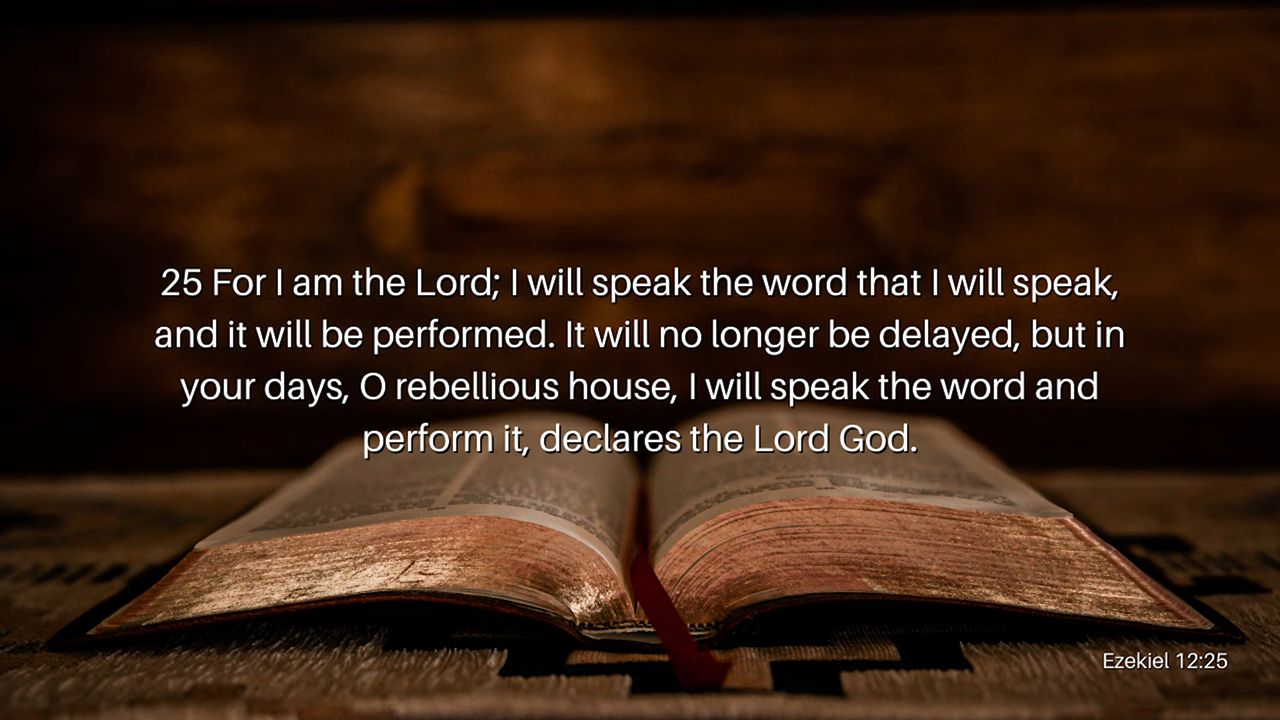 25 For I am the Lord; I will speak the word that I will speak,
and it will be performed. It will no longer be delayed, but in
your days, O rebellious house, I will speak the word and
perform it, declares the Lord God.
Ezekiel 12:25